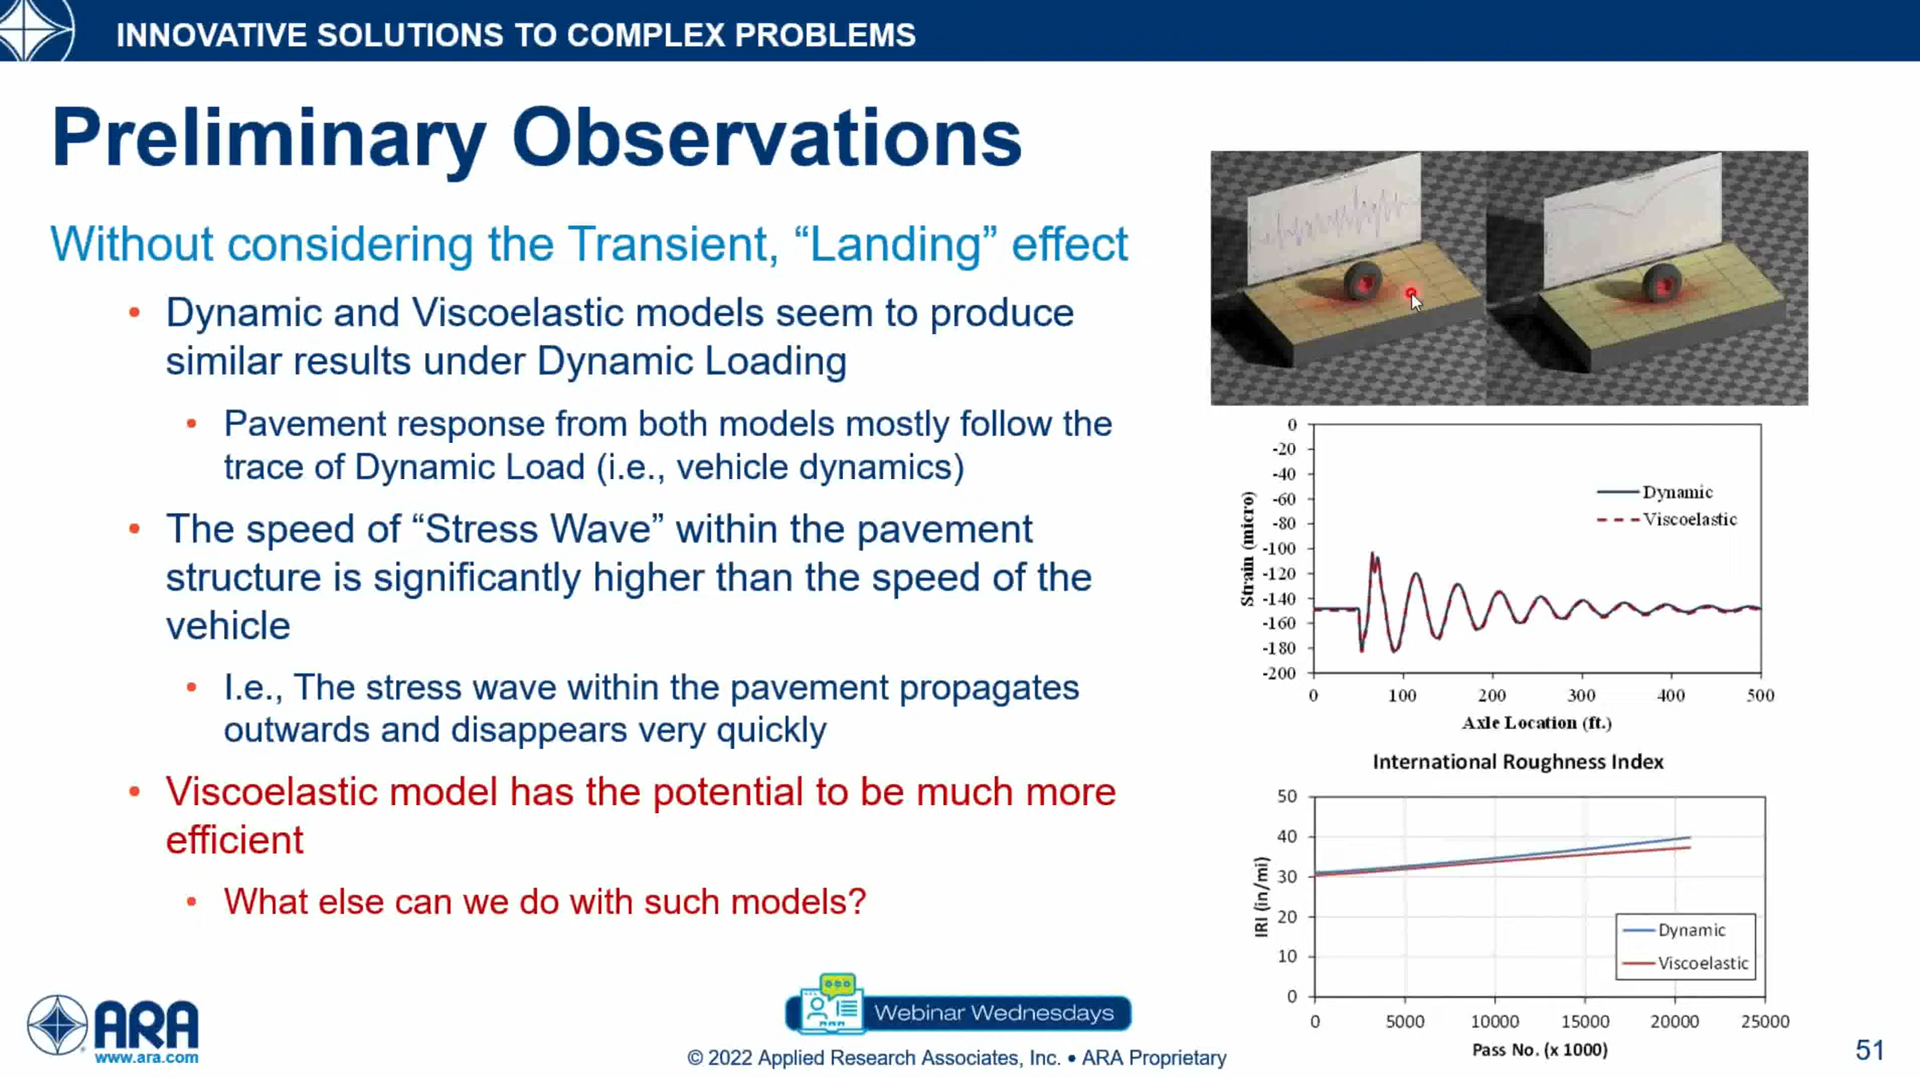 INNOVATIVE SOLUTIONS TO COMPLEX PROBLEMS
Preliminary Observations
Without considering the Transient, “Landing” effect
• Dynamic and Viscoelastic models seem to produce
similar results under Dynamic Loading
• Pavement response from both models mostly follow the
trace of Dynamic Load (i.e., vehicle dynamics)
• The speed of “Stress Wave” within the pavement
structure is significantly higher than the speed of the
vehicle
• I.e., The stress wave within the pavement propagates
outwards and disappears very quickly
• Viscoelastic model has the potential to be much more
efficient
• What else can we do with such models?
0
-20
-40
-60
-80
-100
-120
-140
-160
-180
-200
Strain (micro)
Dynamic
Viscoelastic
0 100 200 300 400 500
Axle Location (ft.)
International Roughness Index
50
40
30
20
10
0
IRI (in/mi)
Dynamic
Viscoelastic
0 5000 10000 15000 20000 25000
Pass No. (x 1000)
ARA
www.ara.com
ARA
Webinar Wednesdays
© 2022 Applied Research Associates, Inc. • ARA Proprietary
51